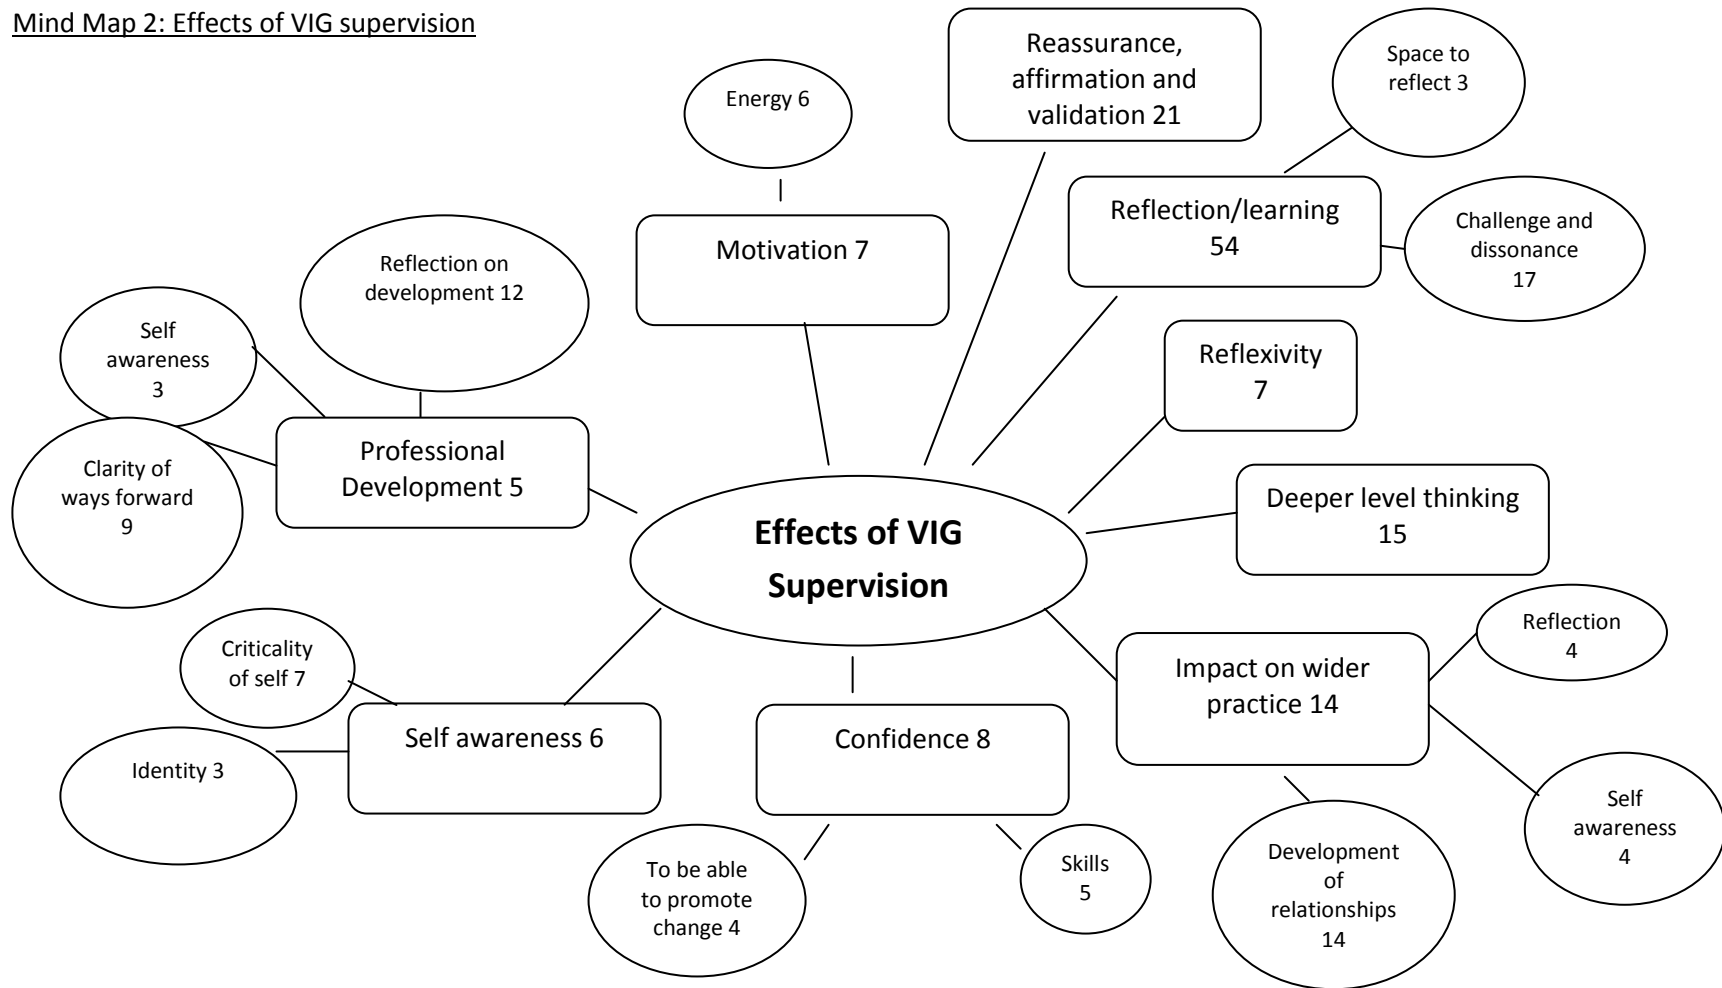 Mind Map 2: Effects of VIG supervision
Reassurance,
affirmation and
validation 21
Space to
reflect 3
Energy 6
Reflection/learning
54
Challenge and
dissonance
17
Motivation 7
Reflection on
development 12
Self
awareness
3
Reflexivity
7
Professional
Development 5
Clarity of
ways forward
9
Deeper level thinking
15
Effects of VIG
Supervision
Criticality
of self 7
Reflection
4
Impact on wider
practice 14
Self awareness 6
Confidence 8
Identity 3
Self
awareness
4
To be able
to promote
change 4
Skills
5
Development
of
relationships
14